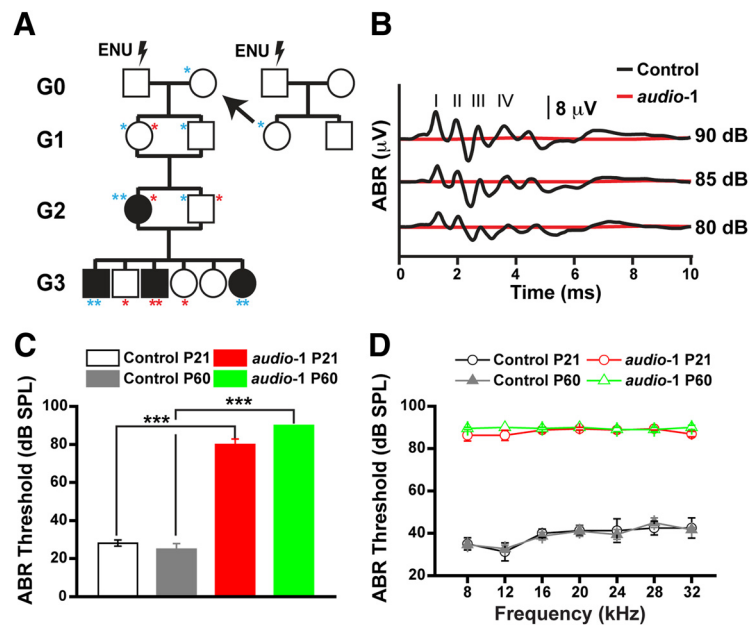 A
ENU
ENU
*
G0
* * *
*
G1
** * * *
G2
G3
** * ** * **
B
Control
audio-1
I II III IV
8 μV
90 dB
85 dB
80 dB
ABR (μV)
0 2 4 6 8 10
Time (ms)
C
Control P21
audio-1 P21
Control P60
audio-1 P60
***
***
100
80
60
40
20
0
ABR Threshold (dB SPL)
D
Control P21
audio-1 P21
Control P60
audio-1 P60
100
80
60
40
20
ABR Threshold (dB SPL)
8 12 16 20 24 28 32
Frequency (kHz)